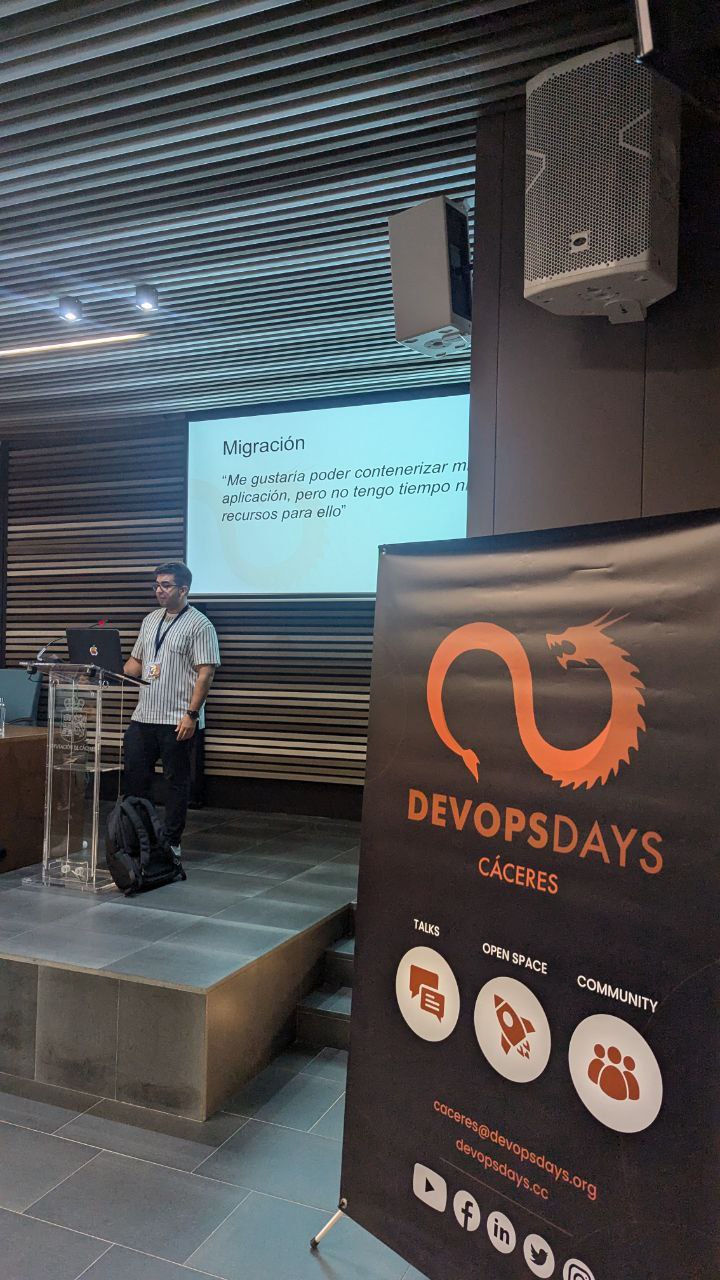 Migración
“Me gustaría poder contenerizar
aplicación, pero no tengo tiempo
recursos para ello”
DEVOPSDAYS
CÁCERES
TALKS
OPEN SPACE
COMMUNITY
caceres@devopsdays.org
devopsdays.cc